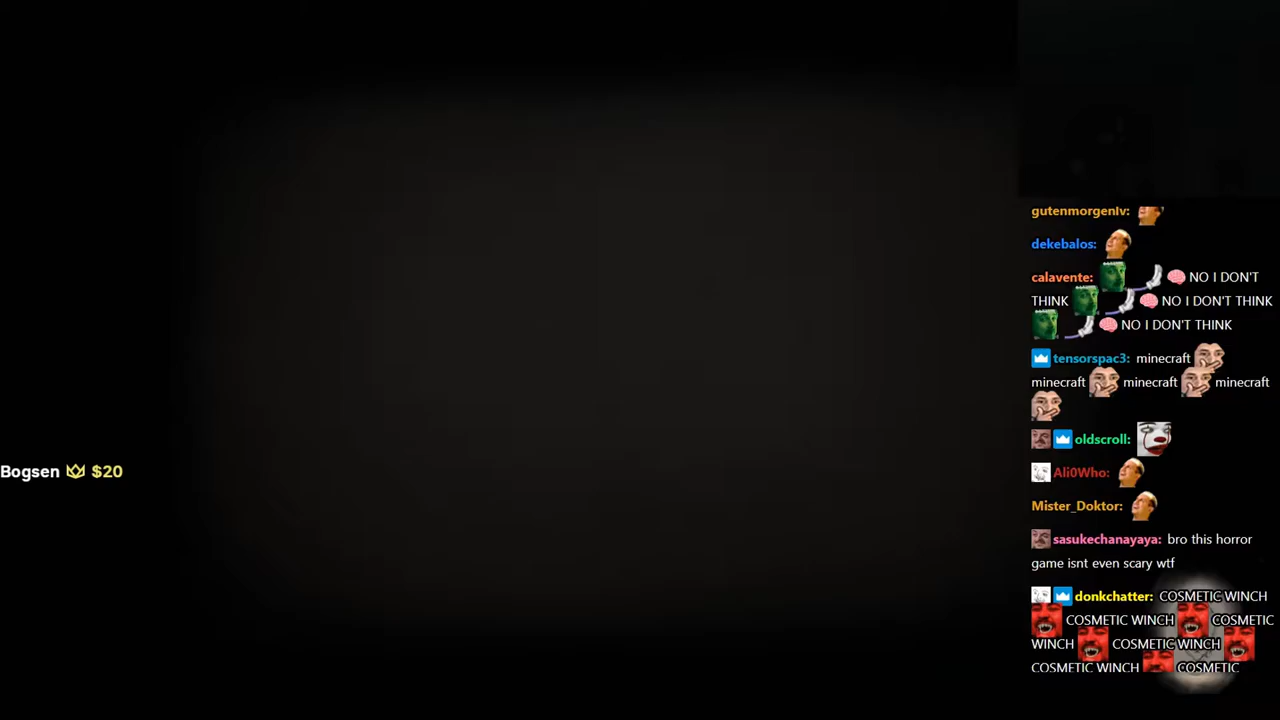 gutenmorgenlv:
dekebalos:
calavente: NO I DON'T
THINK NO I DON'T THINK
NO I DON'T THINK
tensorspac3: minecraft
minecraft minecraft minecraft
oldscroll:
Bogsen $20
Ali0Who:
Mister_Doktor:
sasukechanayaya: bro this horror
game isnt even scary wtf
donkchatter: COSMETIC WINCH
COSMETIC WINCH COSMETIC
WINCH COSMETIC WINCH
COSMETIC WINCH COSMETIC